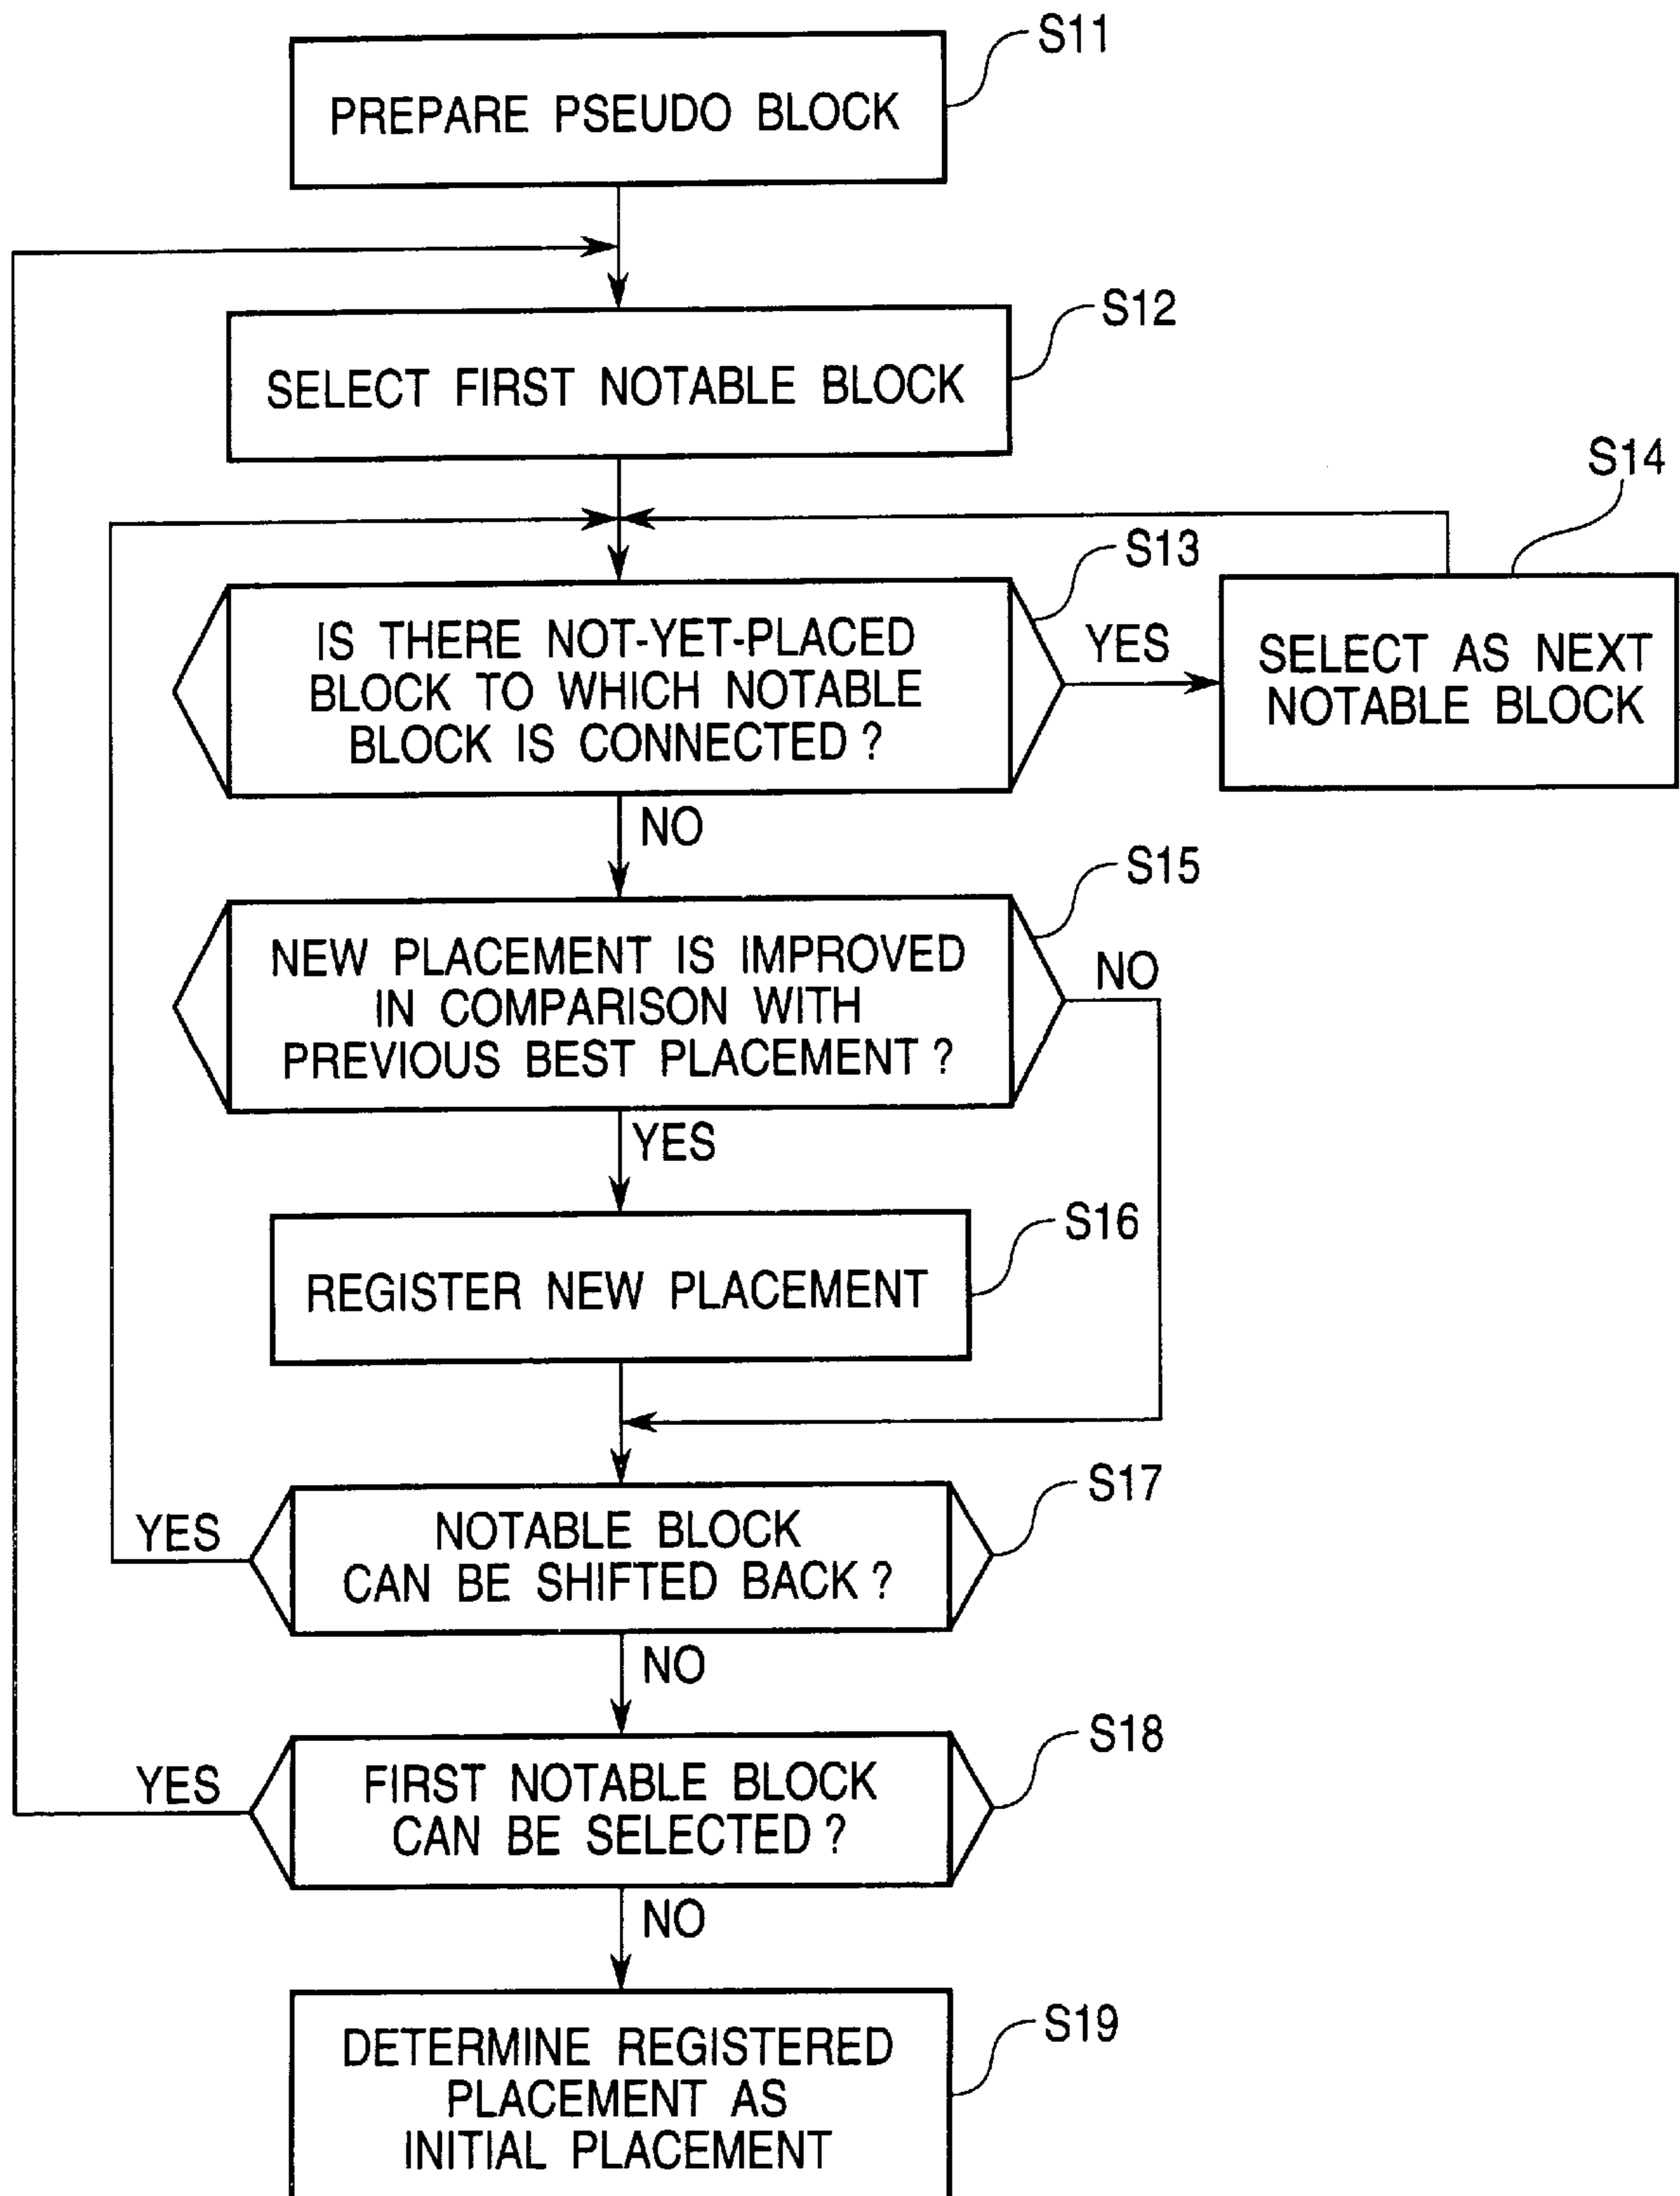 S11
PREPARE PSEUDO BLOCK
S12
SELECT FIRST NOTABLE BLOCK
S14
S13
IS THERE NOT-YET-PLACED
BLOCK TO WHICH NOTABLE
BLOCK IS CONNECTED ?
YES
SELECT AS NEXT
NOTABLE BLOCK
NO
S15
NEW PLACEMENT IS IMPROVED
IN COMPARISON WITH
PREVIOUS BEST PLACEMENT ?
NO
YES
S16
REGISTER NEW PLACEMENT
S17
YES
NOTABLE BLOCK
CAN BE SHIFTED BACK ?
NO
S18
YES
FIRST NOTABLE BLOCK
CAN BE SELECTED ?
NO
S19
DETERMINE REGISTERED
PLACEMENT AS
INITIAL PLACEMENT